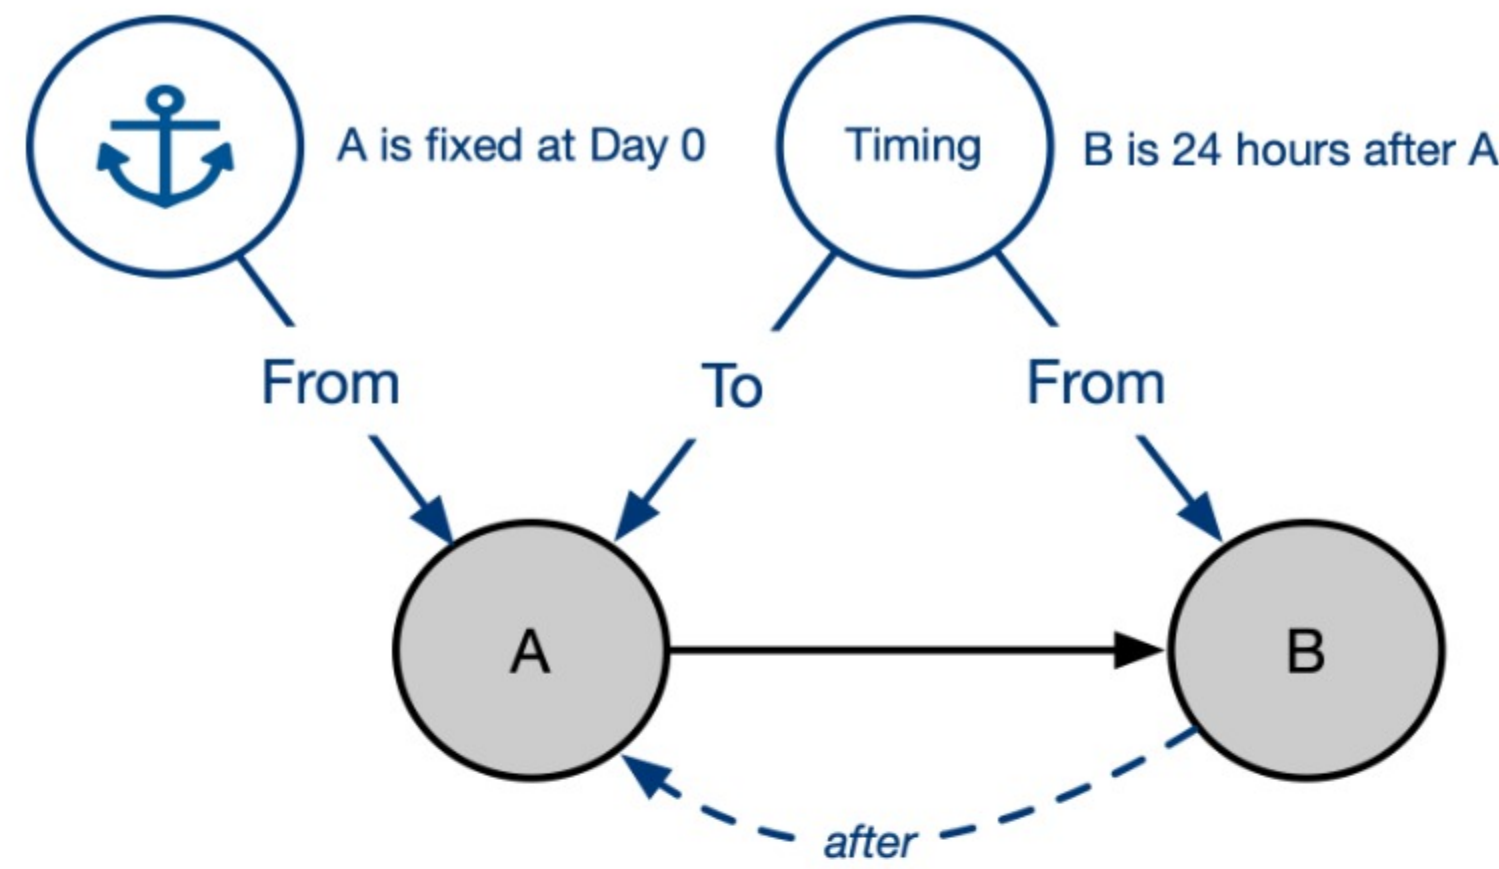 A is fixed at Day 0
Timing
B is 24 hours after A
From
To
From
A
B
after